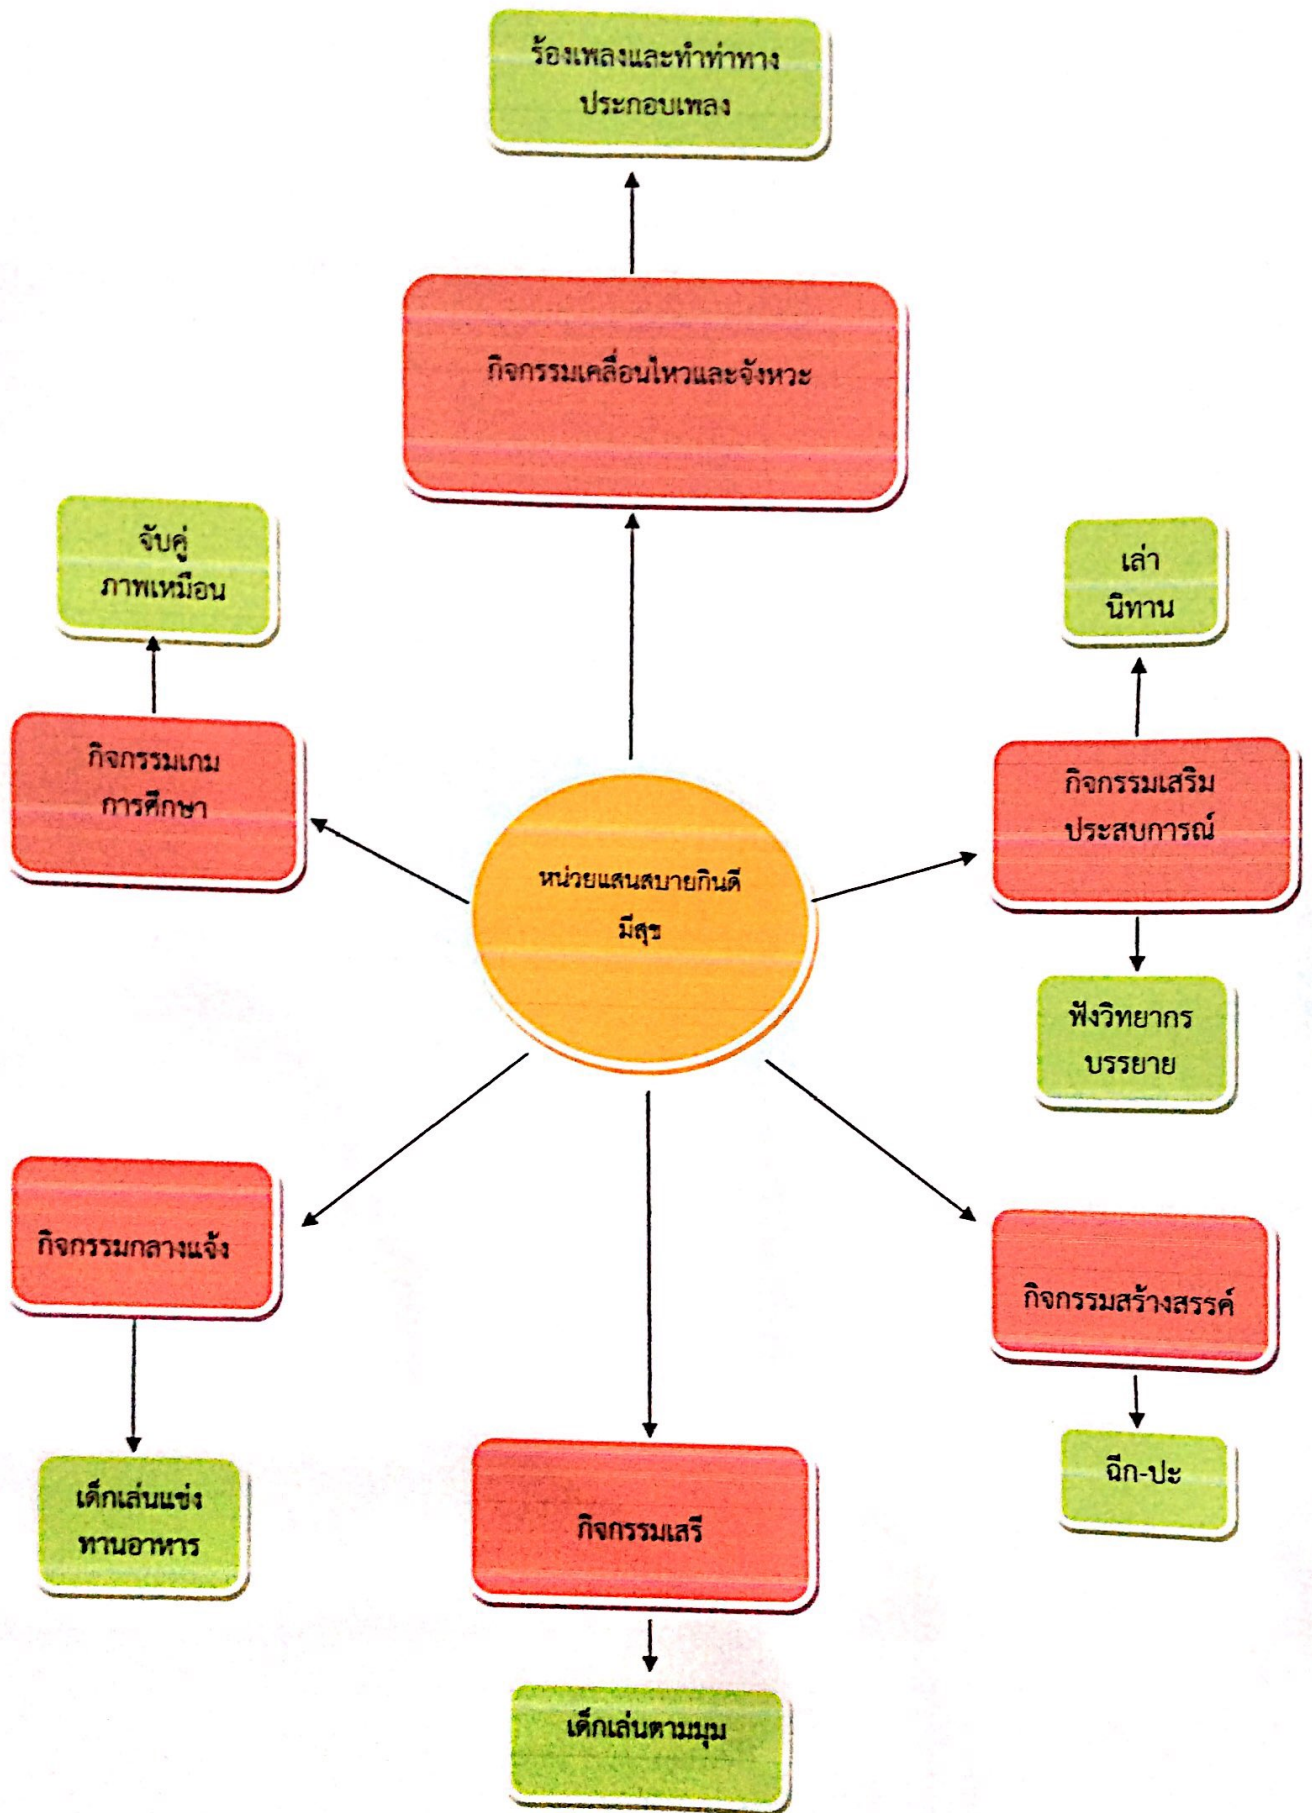 ร้องเพลงและทำท่าทาง
ประกอบเพลง
กิจกรรมเคลื่อนไหวและจังหวะ
จับคู่
ภาพเหมือน
เล่า
นิทาน
กิจกรรมเกม
การศึกษา
กิจกรรมเสริม
ประสบการณ์
หน่วยแสนสบายกินดี
มีสุข
ฟังวิทยากร
บรรยาย
กิจกรรมกลางแจ้ง
กิจกรรมสร้างสรรค์
เด็กเล่นแข่ง
ทานอาหาร
กิจกรรมเสรี
ฉีก-ปะ
เด็กเล่นตามมุม